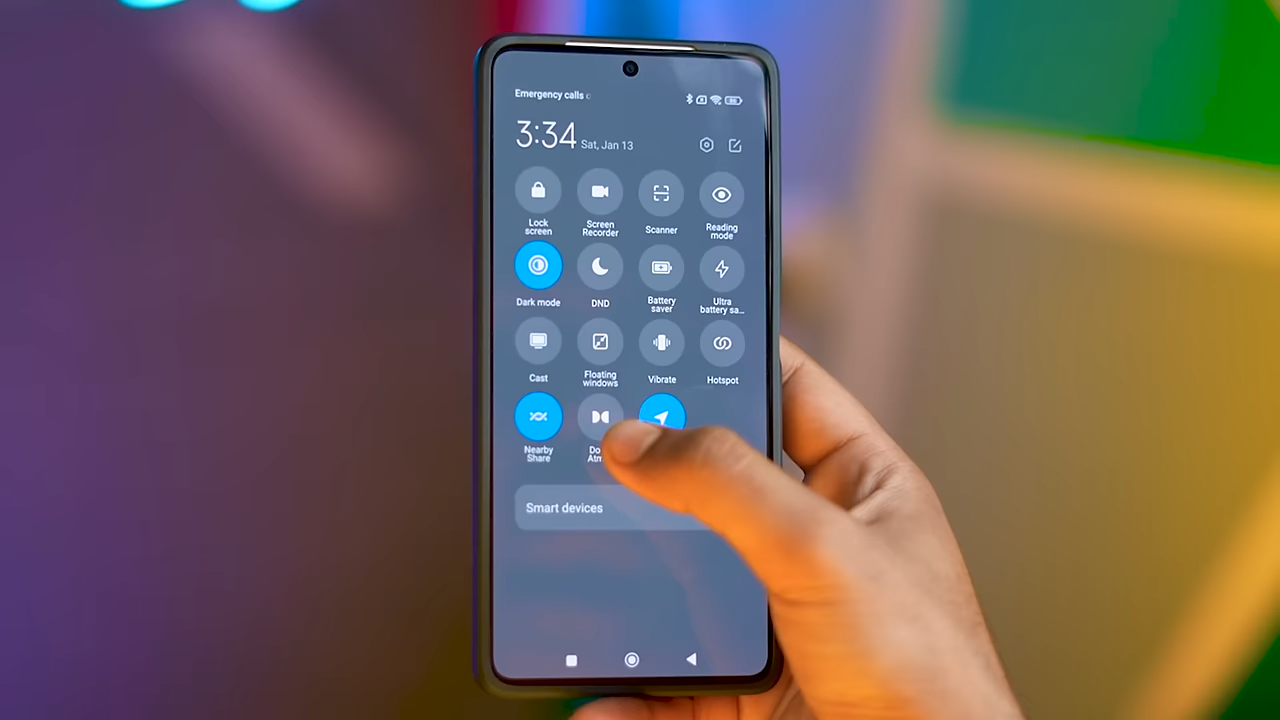 Emergency calls
3:34 Sat, Jan 13
Lock
screen
Screen
Recorder
Scanner
Reading
mode
Dark mode
DND
Battery
saver
Ultra
battery sa...
Cast
Floating
windows
Vibrate
Hotspot
Nearby
Share
Smart devices